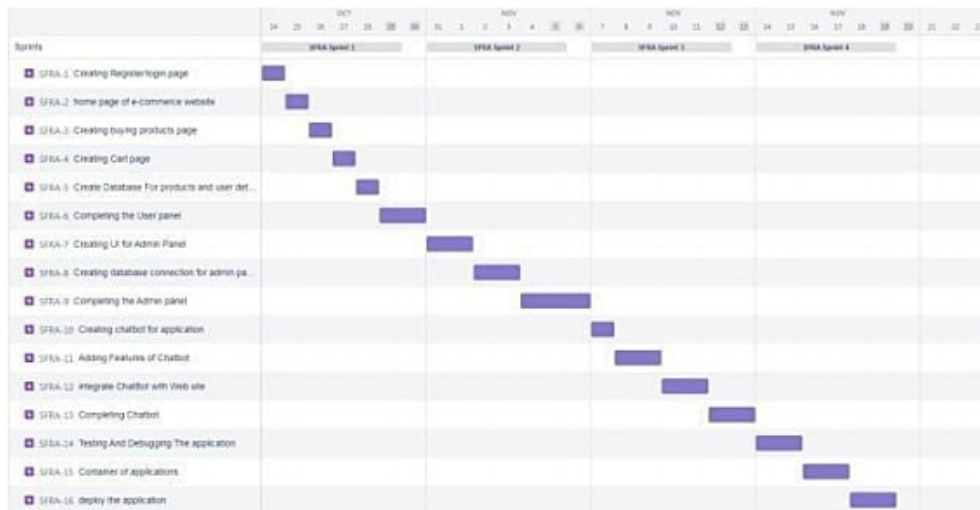 OCT NOV NOV NOV
24 25 26 27 28 29 30 31 1 2 3 4 5 6 7 8 9 10 11 12 13 14 15 16 17 18 19 20 21 22
Sprints SFRA Sprint 1 SFRA Sprint 2 SFRA Sprint 3 SFRA Sprint 4
SFRA-1 Creating Register/login page
SFRA-2 home page of e-commerce website
SFRA-3 Creating buying products page
SFRA-4 Creating Cart page
SFRA-5 Create Database For products and user det...
SFRA-6 Completing the User panel
SFRA-7 Creating UI for Admin Panel
SFRA-8 Creating database connection for admin pa...
SFRA-9 Completing the Admin panel
SFRA-10 Creating chatbot for application
SFRA-11 Adding Features of Chatbot
SFRA-12 integrate ChatBot with Web site
SFRA-13 Completing Chatbot
SFRA-14 Testing And Debugging The application
SFRA-15 Container of applications
SFRA-16 deploy the application